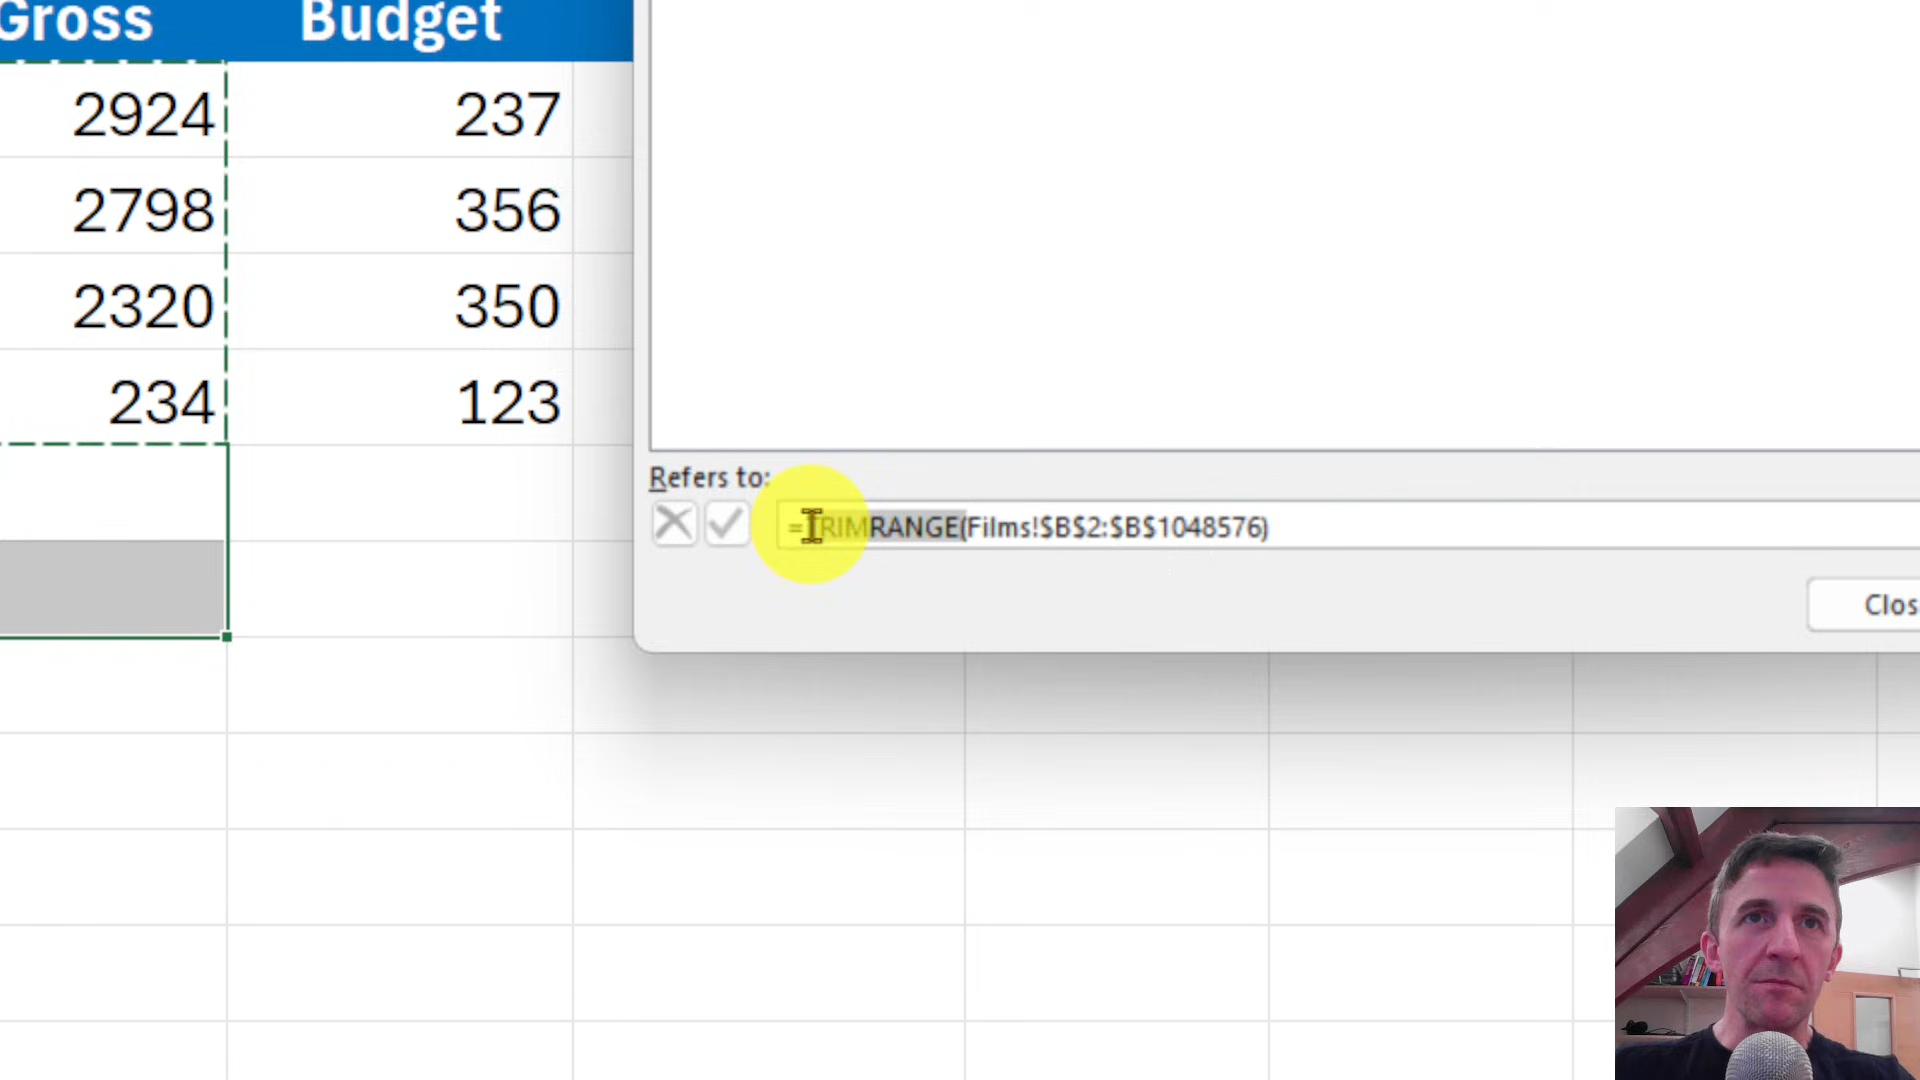 Gross Budget
2924 237
2798 356
2320 350
234 123
Refers to:
=TRIMRANGE(Films!$B$2:$B$1048576)
Clos